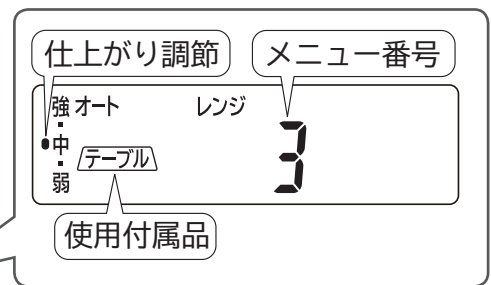 仕上がり調節
メニュー番号
強 オート レンジ
中
テーブル
弱
3
使用付属品